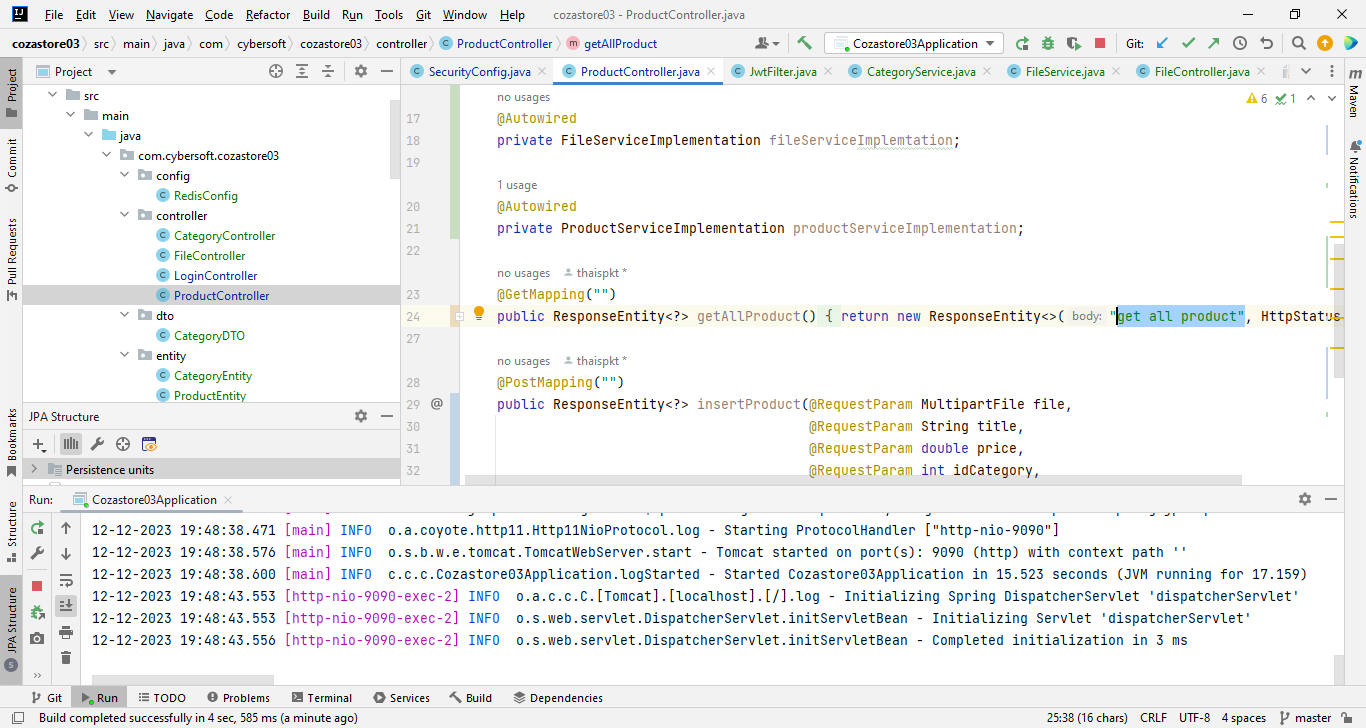 File Edit View Navigate Code Refactor Build Run Tools Git Window Help cozastore03 - ProductController.java
cozastore03 src main java com cybersoft cozastore03 controller ProductController getAllProduct Cozastore03Application Git:
Project
SecurityConfig.java ProductController.java JwtFilter.java CategoryService.java FileService.java FileController.java
src
main
java
com.cybersoft.cozastore03
config
RedisConfig
controller
CategoryController
FileController
LoginController
ProductController
dto
CategoryDTO
entity
CategoryEntity
ProductEntity
JPA Structure
Persistence units
no usages
6 1
17 @Autowired
18 private FileServiceImplementation fileServiceImplemtation;
19
1 usage
20 @Autowired
21 private ProductServiceImplementation productServiceImplementation;
22
no usages thaispkt *
23 @GetMapping("")
24 public ResponseEntity<?> getAllProduct() { return new ResponseEntity<>( body: "get all product", HttpStatus
27
no usages thaispkt *
28 @PostMapping("")
29 @ public ResponseEntity<?> insertProduct(@RequestParam MultipartFile file,
30 @RequestParam String title,
31 @RequestParam double price,
32 @RequestParam int idCategory,
Project
Commit
Pull Requests
Bookmarks
Structure
JPA Structure
Maven
Notifications
Run: Cozastore03Application
12-12-2023 19:48:38.471 [main] INFO o.a.coyote.http11.Http11NioProtocol.log - Starting ProtocolHandler ["http-nio-9090"]
12-12-2023 19:48:38.576 [main] INFO o.s.b.w.e.tomcat.TomcatWebServer.start - Tomcat started on port(s): 9090 (http) with context path ''
12-12-2023 19:48:38.600 [main] INFO c.c.c.Cozastore03Application.logStarted - Started Cozastore03Application in 15.523 seconds (JVM running for 17.159)
12-12-2023 19:48:43.553 [http-nio-9090-exec-2] INFO o.a.c.c.C.[Tomcat].[localhost].[/].log - Initializing Spring DispatcherServlet 'dispatcherServlet'
12-12-2023 19:48:43.553 [http-nio-9090-exec-2] INFO o.s.web.servlet.DispatcherServlet.initServletBean - Initializing Servlet 'dispatcherServlet'
12-12-2023 19:48:43.556 [http-nio-9090-exec-2] INFO o.s.web.servlet.DispatcherServlet.initServletBean - Completed initialization in 3 ms
Git Run TODO Problems Terminal Services Build Dependencies
Build completed successfully in 4 sec, 585 ms (a minute ago) 25:38 (16 chars) CRLF UTF-8 4 spaces master